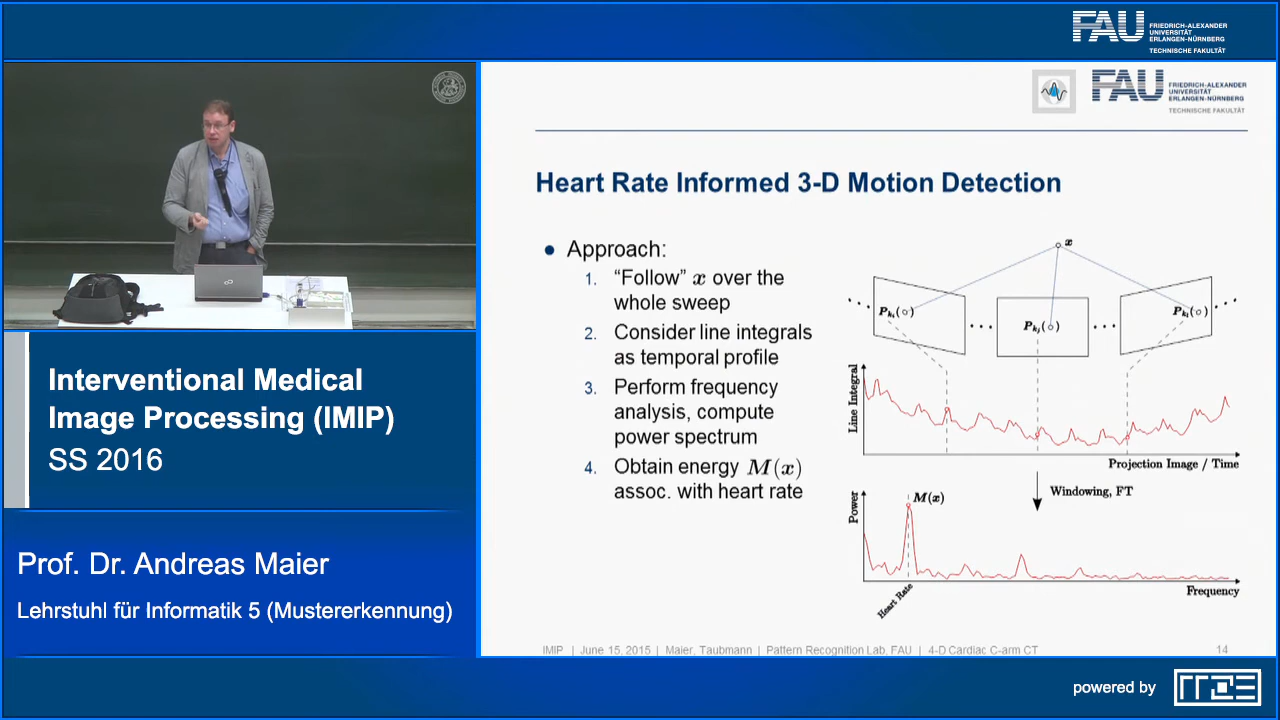 FAU FRIEDRICH-ALEXANDER
UNIVERSITÄT
ERLANGEN-NÜRNBERG
TECHNISCHE FAKULTÄT
FAU FRIEDRICH-ALEXANDER
UNIVERSITÄT
ERLANGEN-NÜRNBERG
TECHNISCHE FAKULTÄT
Heart Rate Informed 3-D Motion Detection
● Approach:
1. “Follow” x over the
whole sweep
2. Consider line integrals
as temporal profile
3. Perform frequency
analysis, compute
power spectrum
4. Obtain energy M(x)
assoc. with heart rate
x
Line Integral
Projection Image / Time
Windowing, FT
Power
M(x)
Heart Rate
Frequency
IMIP | June 15, 2015 | Maier, Taubmann | Pattern Recognition Lab, FAU | 4-D Cardiac C-arm CT
14
Interventional Medical
Image Processing (IMIP)
SS 2016
Prof. Dr. Andreas Maier
Lehrstuhl für Informatik 5 (Mustererkennung)
powered by